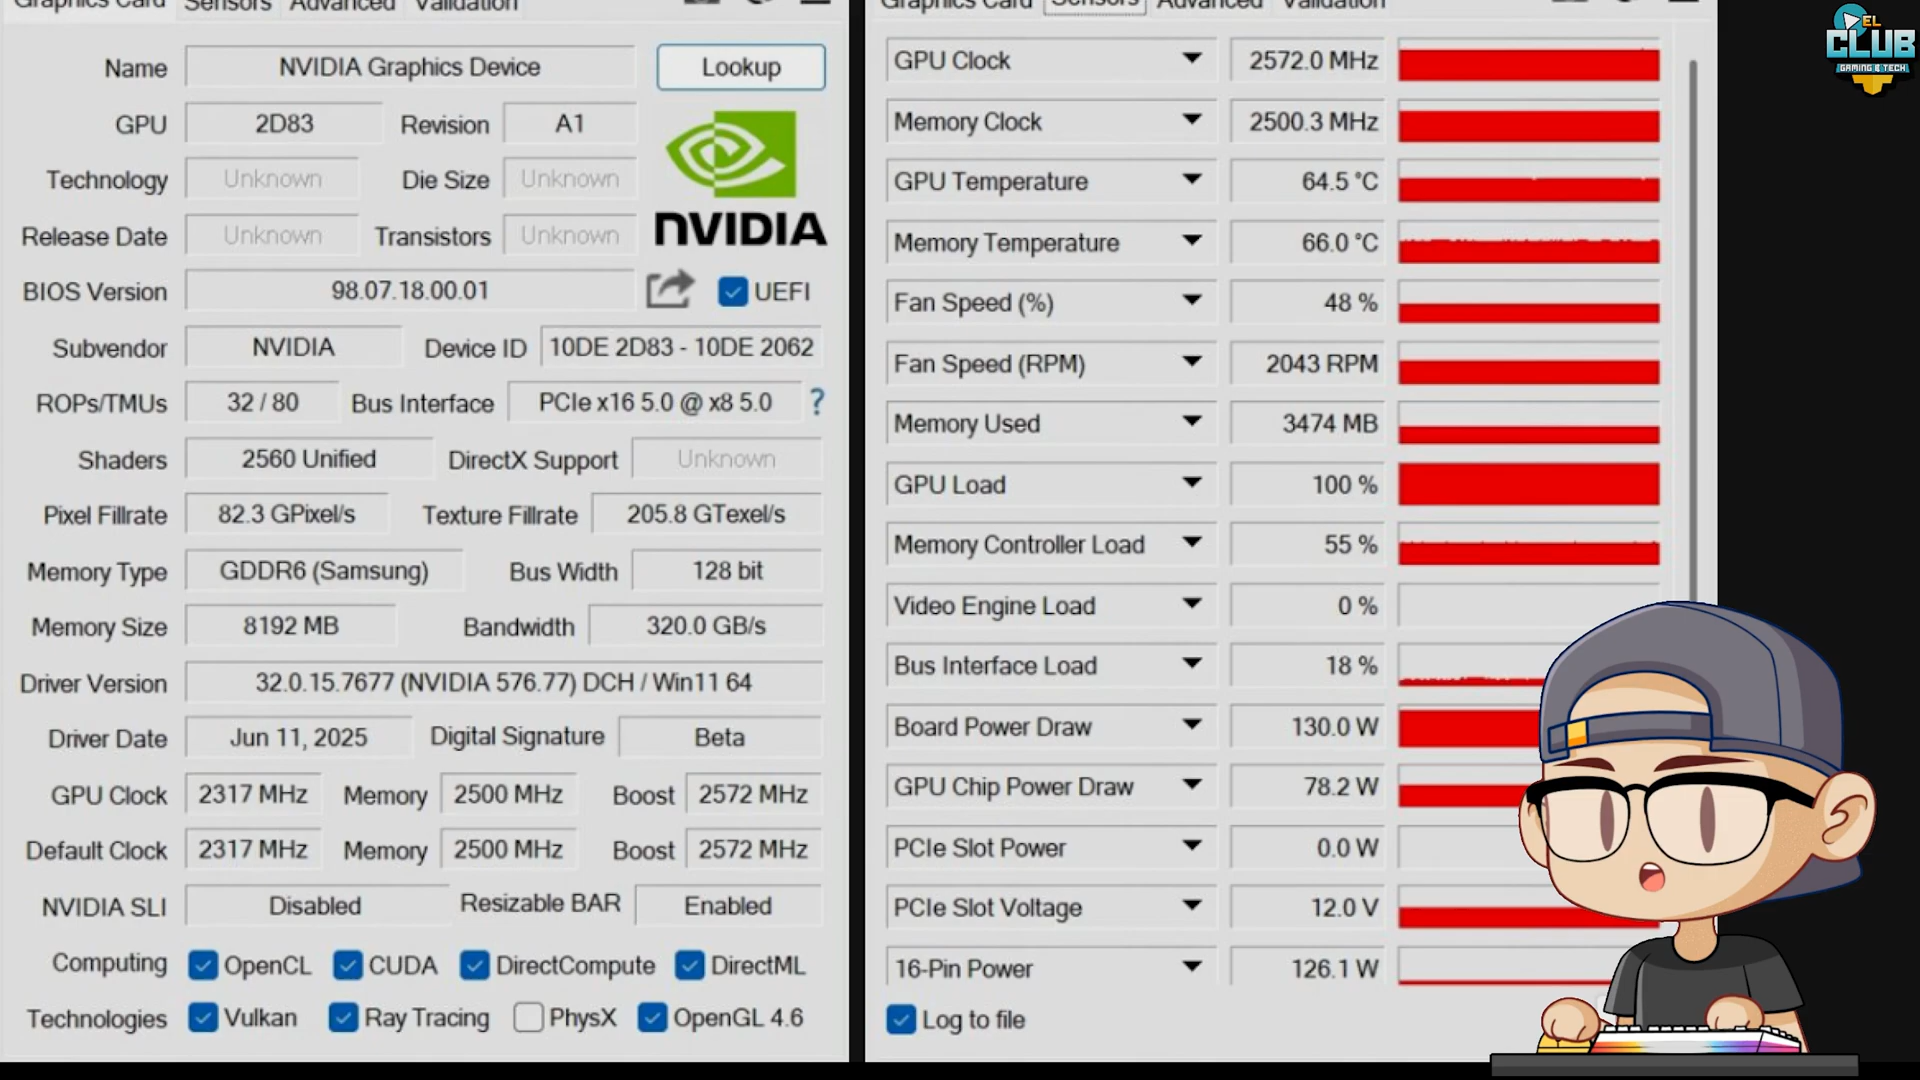 Graphics Card Sensors Advanced Validation
Name NVIDIA Graphics Device Lookup
GPU 2D83 Revision A1
Technology Unknown Die Size Unknown
Release Date Unknown Transistors Unknown
NVIDIA
BIOS Version 98.07.18.00.01 UEFI
Subvendor NVIDIA Device ID 10DE 2D83 - 10DE 2062
ROPs/TMUs 32 / 80 Bus Interface PCIe x16 5.0 @ x8 5.0 ?
Shaders 2560 Unified DirectX Support Unknown
Pixel Fillrate 82.3 GPixel/s Texture Fillrate 205.8 GTexel/s
Memory Type GDDR6 (Samsung) Bus Width 128 bit
Memory Size 8192 MB Bandwidth 320.0 GB/s
Driver Version 32.0.15.7677 (NVIDIA 576.77) DCH / Win11 64
Driver Date Jun 11, 2025 Digital Signature Beta
GPU Clock 2317 MHz Memory 2500 MHz Boost 2572 MHz
Default Clock 2317 MHz Memory 2500 MHz Boost 2572 MHz
NVIDIA SLI Disabled Resizable BAR Enabled
Computing OpenCL CUDA DirectCompute DirectML
Technologies Vulkan Ray Tracing PhysX OpenGL 4.6
Graphics Card Sensors Advanced Validation
GPU Clock 2572.0 MHz
Memory Clock 2500.3 MHz
GPU Temperature 64.5 °C
Memory Temperature 66.0 °C
Fan Speed (%) 48 %
Fan Speed (RPM) 2043 RPM
Memory Used 3474 MB
GPU Load 100 %
Memory Controller Load 55 %
Video Engine Load 0 %
Bus Interface Load 18 %
Board Power Draw 130.0 W
GPU Chip Power Draw 78.2 W
PCIe Slot Power 0.0 W
PCIe Slot Voltage 12.0 V
16-Pin Power 126.1 W
Log to file
EL
CLUB
GAMING & TECH